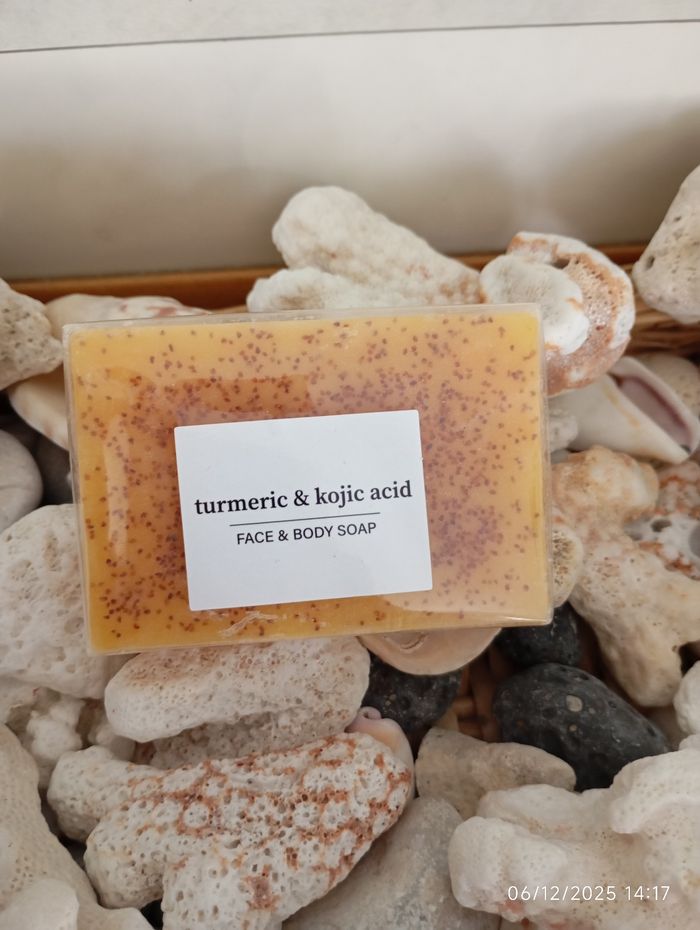 turmeric & kojic acid
FACE & BODY SOAP
06/12/2025 14:17